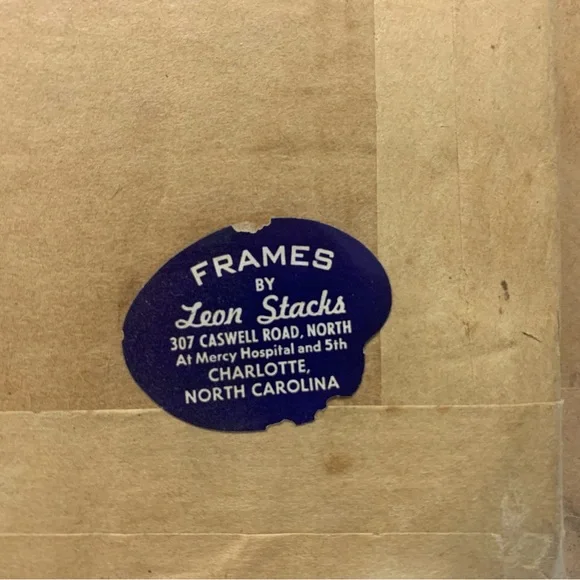 FRAMES
BY
Leon Stacks
307 CASWELL ROAD, NORTH
At Mercy Hospital and 5th
CHARLOTTE,
NORTH CAROLINA